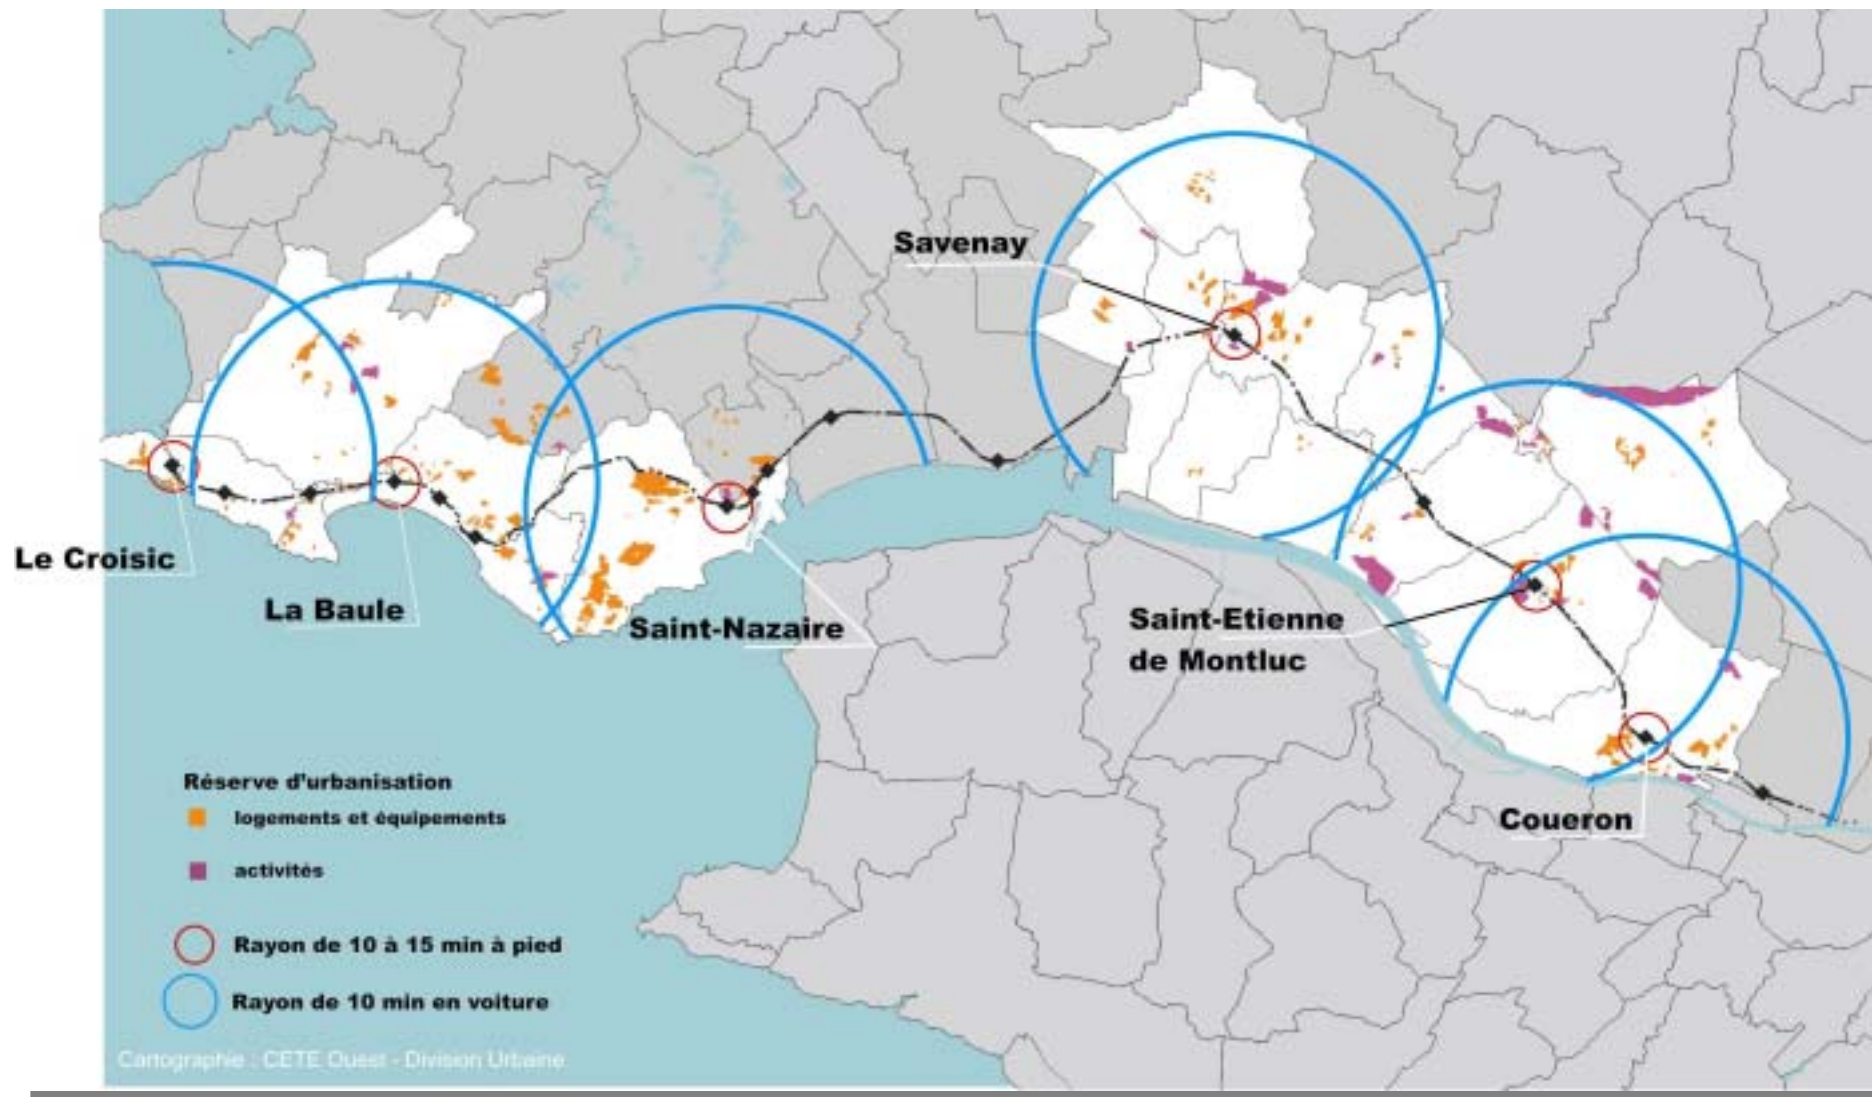 Savenay
Le Croisic
La Baule
Saint-Nazaire
Saint-Etienne
de Montluc
Coueron
Réserve d'urbanisation
logements et équipements
activités
Rayon de 10 à 15 min à pied
Rayon de 10 min en voiture
Cartographie : CETE Ouest - Division Urbaine